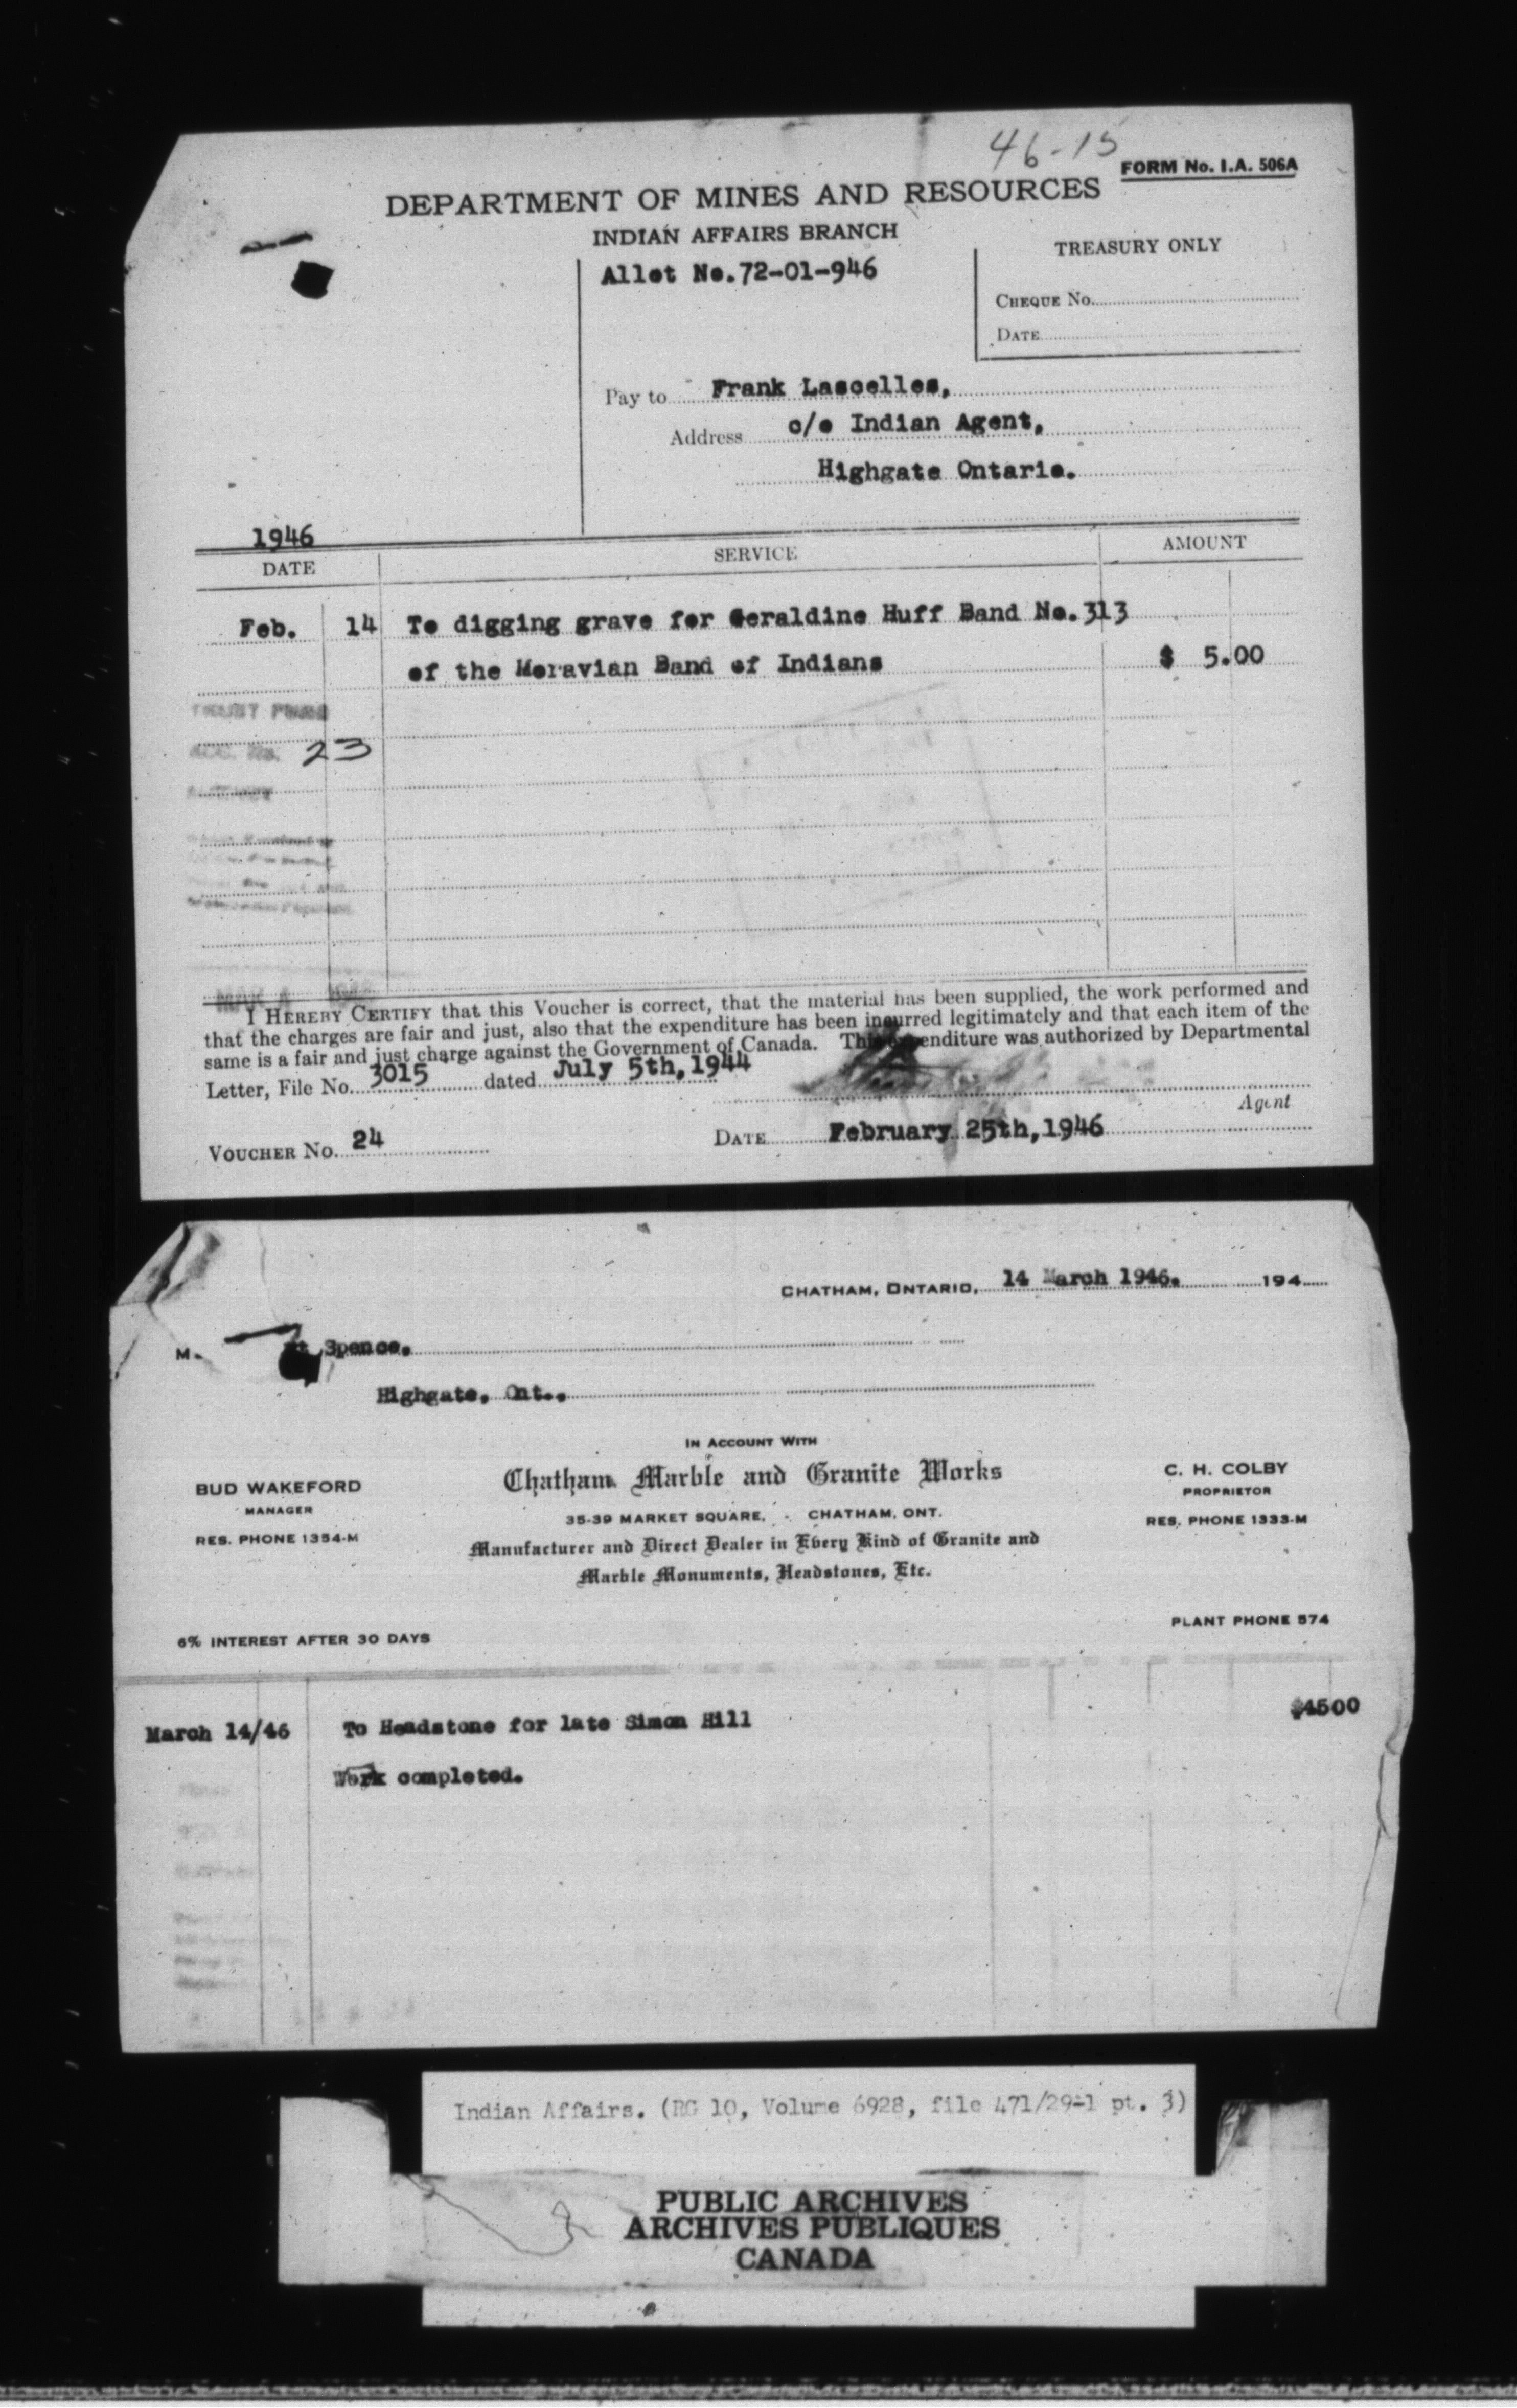 46-15
FORM No. I.A. 506A
DEPARTMENT OF MINES AND RESOURCES
INDIAN AFFAIRS BRANCH
TREASURY ONLY
Allot No. 72-01-946
CHEQUE No.
DATE
Pay to Frank Lascelles,
Address c/o Indian Agent,
Highgate Ontario.
1946
DATE SERVICE AMOUNT
Feb. 14 To digging grave for Geraldine Huff Band No. 313
of the Moravian Band of Indians $ 5.00
TRUST FUND
ACC. No. 23
I HEREBY CERTIFY that this Voucher is correct, that the material has been supplied, the work performed and
that the charges are fair and just, also that the expenditure has been incurred legitimately and that each item of the
same is a fair and just charge against the Government of Canada. This expenditure was authorized by Departmental
Letter, File No. 3015 dated July 5th, 1944
Agent
VOUCHER NO. 24 DATE February 25th, 1946
CHATHAM, ONTARIO, 14 March 1946. 194
M. Spence.
Highgate, Ont.,
IN ACCOUNT WITH
Chatham Marble and Granite Works
35-39 MARKET SQUARE, - CHATHAM, ONT.
Manufacturer and Direct Dealer in Every Kind of Granite and
Marble Monuments, Headstones, Etc.
BUD WAKEFORD
MANAGER
RES. PHONE 1354-M
C. H. COLBY
PROPRIETOR
RES. PHONE 1333-M
PLANT PHONE 574
6% INTEREST AFTER 30 DAYS
March 14/46 To Headstone for late Simon Hill $4500
Work completed.
Indian Affairs. (RG 10, Volume 6928, file 471/29-1 pt. 3)
PUBLIC ARCHIVES
ARCHIVES PUBLIQUES
CANADA